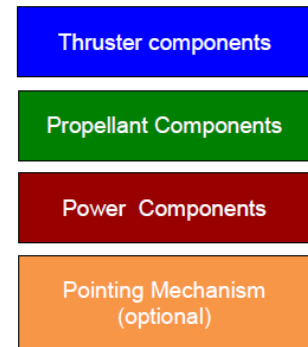 Thruster components
Propellant Components
Power  Components
Pointing Mechanism
(optional)